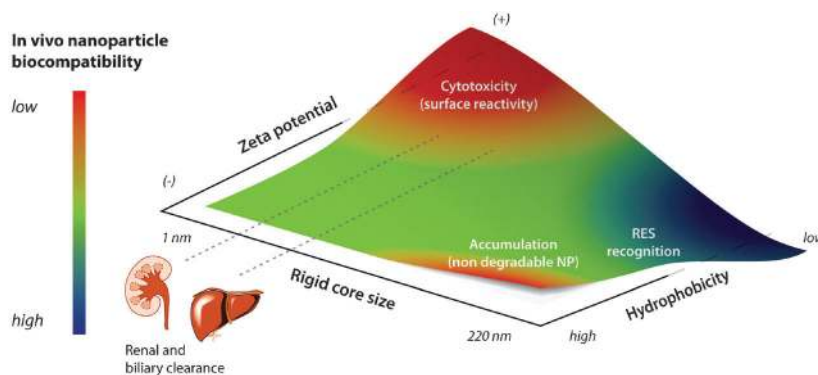 In vivo nanoparticle
biocompatibility
low
high
(+)
Cytotoxicity
(surface reactivity)
Zeta potential
(-)
1 nm
Rigid core size
220 nm
Accumulation
(non degradable NP)
RES
recognition
low
Hydrophobicity
high
Renal and
biliary clearance